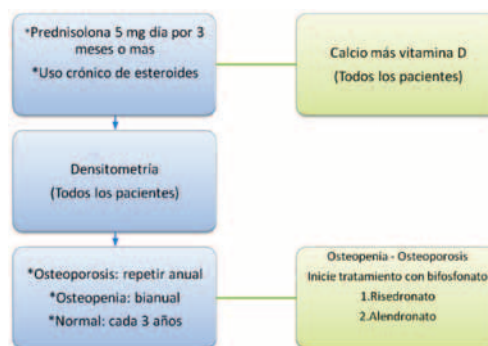 *Prednisolona 5 mg día por 3
meses o mas
*Uso crónico de esteroides
Calcio más vitamina D
(Todos los pacientes)
Densitometría
(Todos los pacientes)
*Osteoporosis: repetir anual
*Osteopenia: bianual
*Normal: cada 3 años
Osteopenia - Osteoporosis
Inicie tratamiento con bifosfonato
1.Risedronato
2.Alendronato